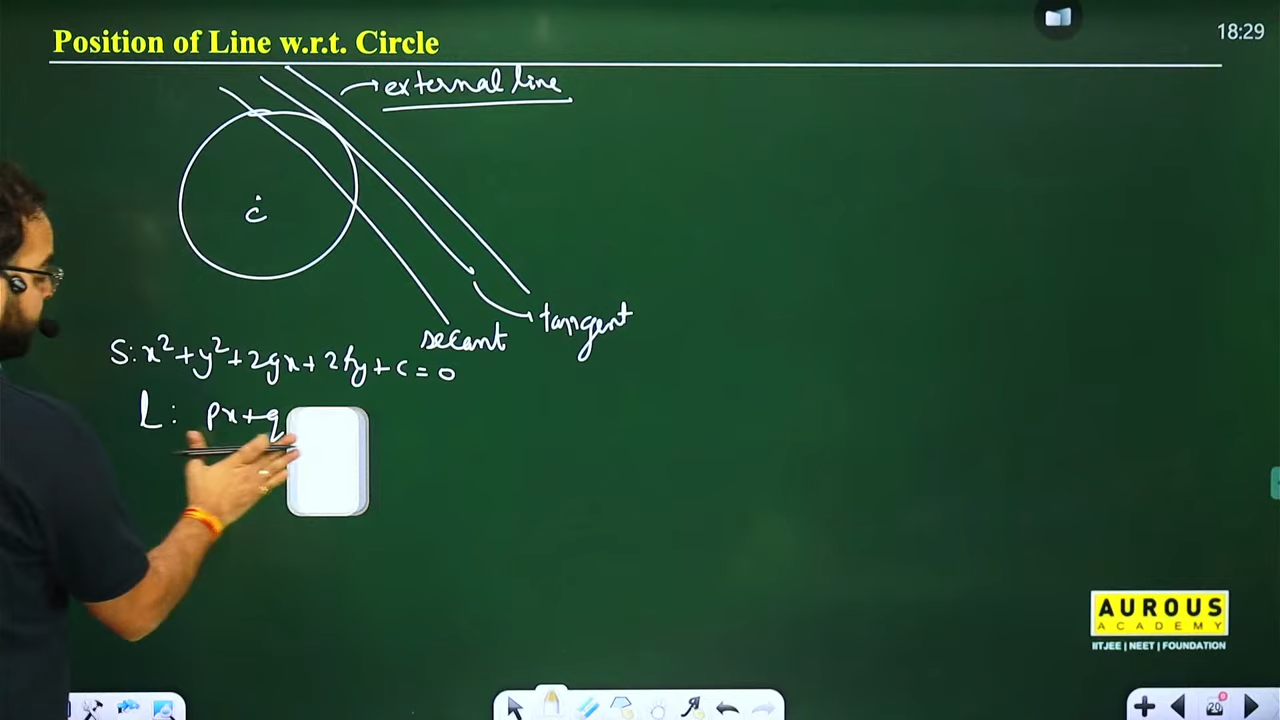 18:29
Position of Line w.r.t. Circle
external line
c
tangent
secant
S: x² + y² + 2gx + 2fy + c = 0
L: px + q
AUROUS
ACADEMY
IITJEE | NEET | FOUNDATION
20